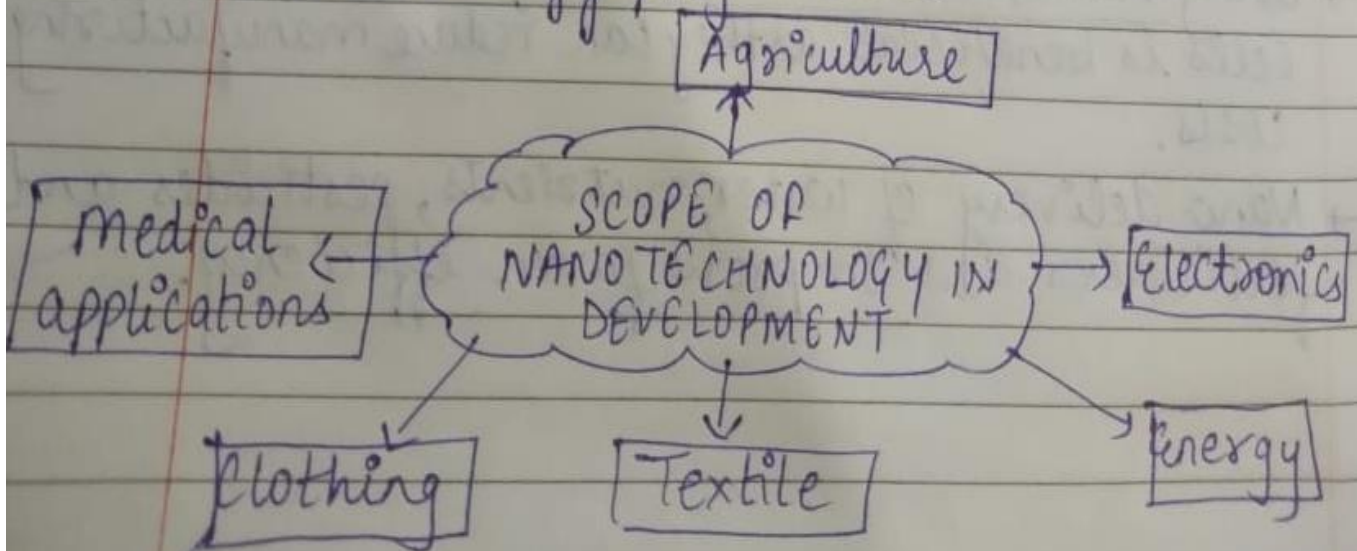 Agriculture
medical
applications
SCOPE OF
NANOTECHNOLOGY IN
DEVELOPMENT
Electronics
Clothing
Textile
Energy